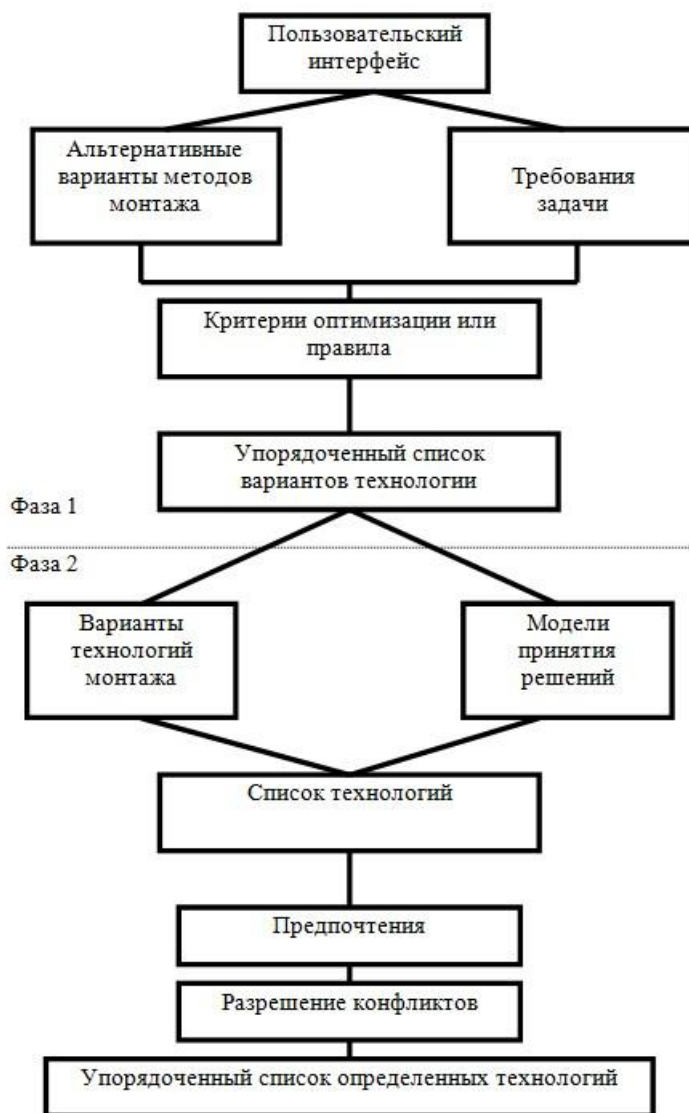 Пользовательский
интерфейс
Альтернативные
варианты методов
монтажа
Требования
задачи
Критерии оптимизации или
правила
Упорядоченный список
вариантов технологии
Фаза 1
Фаза 2
Варианты
технологий
монтажа
Модели
принятия
решений
Список технологий
Предпочтения
Разрешение конфликтов
Упорядоченный список определенных технологий